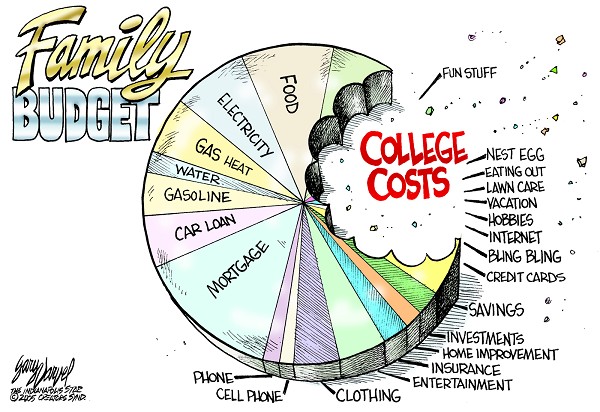 Family
BUDGET
FUN STUFF
FOOD
ELECTRICITY
GAS HEAT
WATER
GASOLINE
CAR LOAN
MORTGAGE
COLLEGE
COSTS
NEST EGG
EATING OUT
LAWN CARE
VACATION
HOBBIES
INTERNET
BLING BLING
CREDIT CARDS
SAVINGS
INVESTMENTS
HOME IMPROVEMENT
INSURANCE
ENTERTAINMENT
CLOTHING
CELL PHONE
PHONE
Gary Varvel
THE INDIANAPOLIS STAR
©2005 CREATORS SYND.